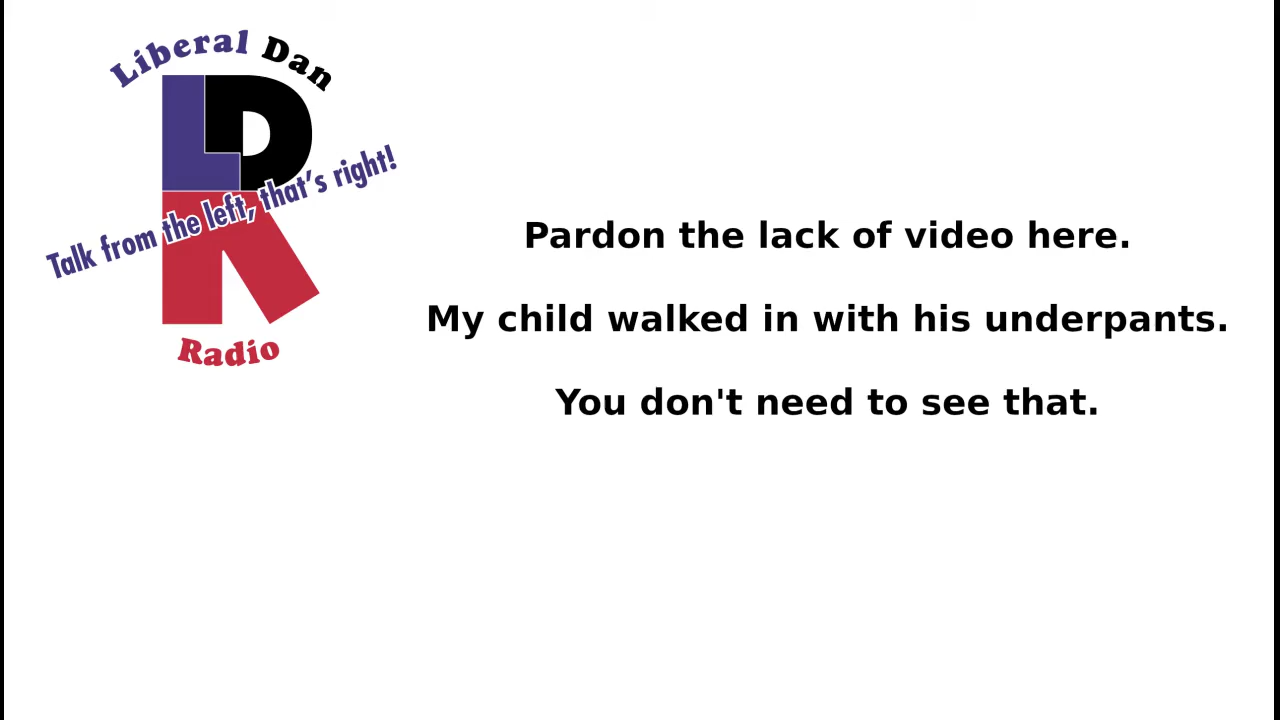 Liberal Dan
LD
Talk from the left, that's right!
R
Radio
Pardon the lack of video here.
My child walked in with his underpants.
You don't need to see that.